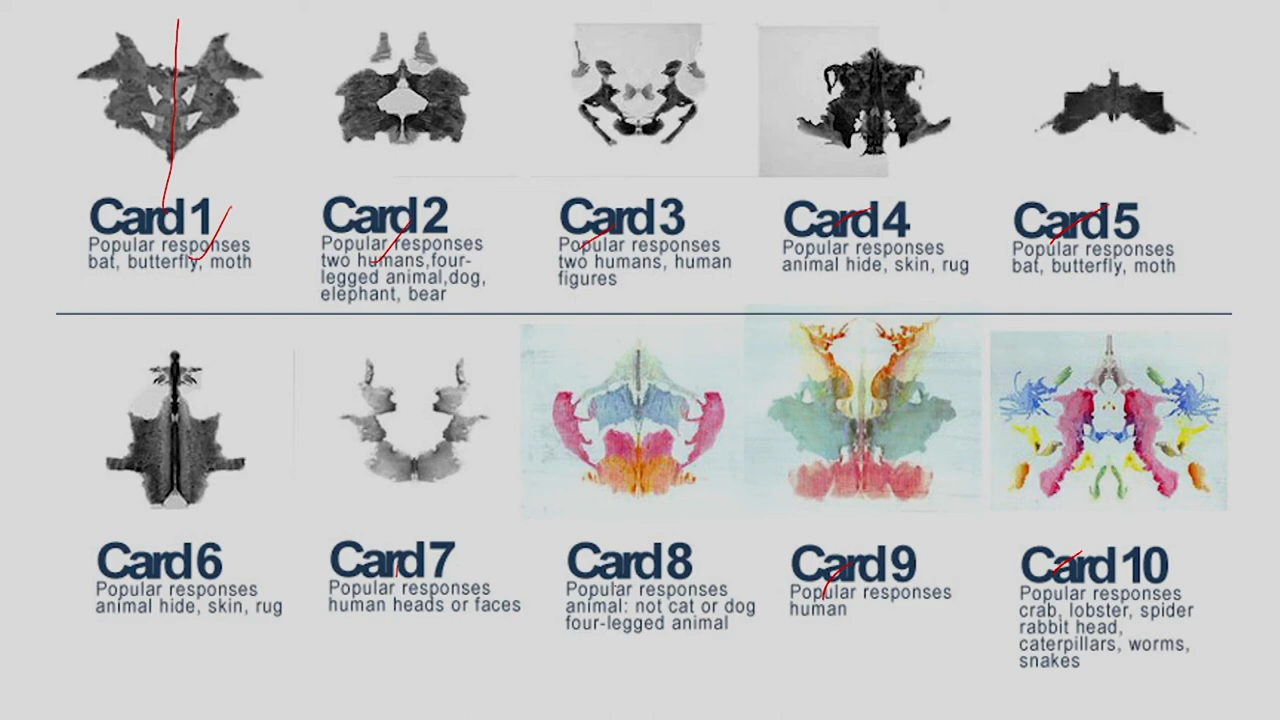 Card 1
Popular responses
bat, butterfly, moth
Card 2
Popular responses
two humans,four-
legged animal,dog,
elephant, bear
Card 3
Popular responses
two humans, human
figures
Card 4
Popular responses
animal hide, skin, rug
Card 5
Popular responses
bat, butterfly, moth
Card 6
Popular responses
animal hide, skin, rug
Card 7
Popular responses
human heads or faces
Card 8
Popular responses
animal: not cat or dog
four-legged animal
Card 9
Popular responses
human
Card 10
Popular responses
crab, lobster, spider
rabbit head,
caterpillars, worms,
snakes